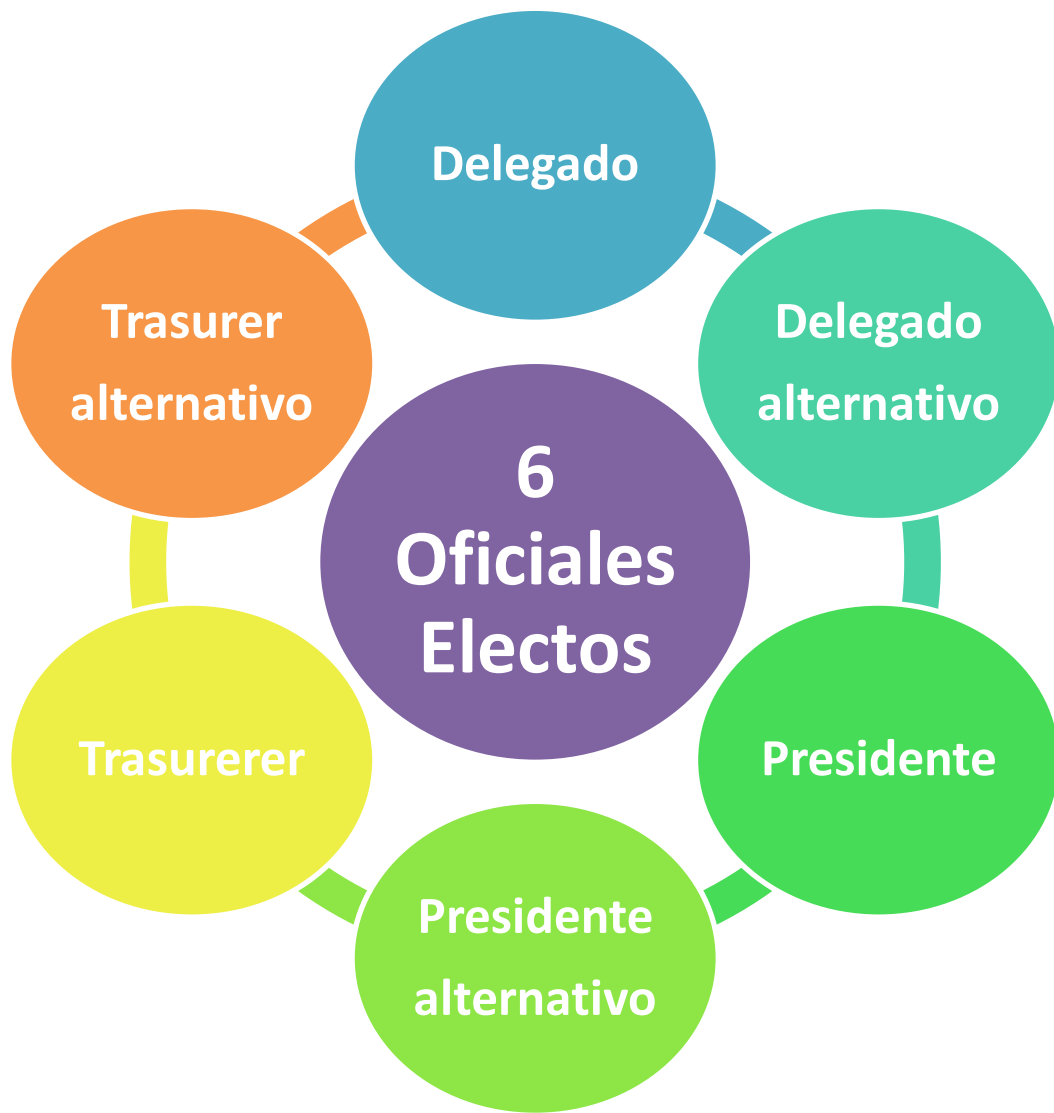 Delegado
Delegado
alternativo
Presidente
Presidente
alternativo
Trasurerer
Trasurer
alternativo
6
Oficiales
Electos